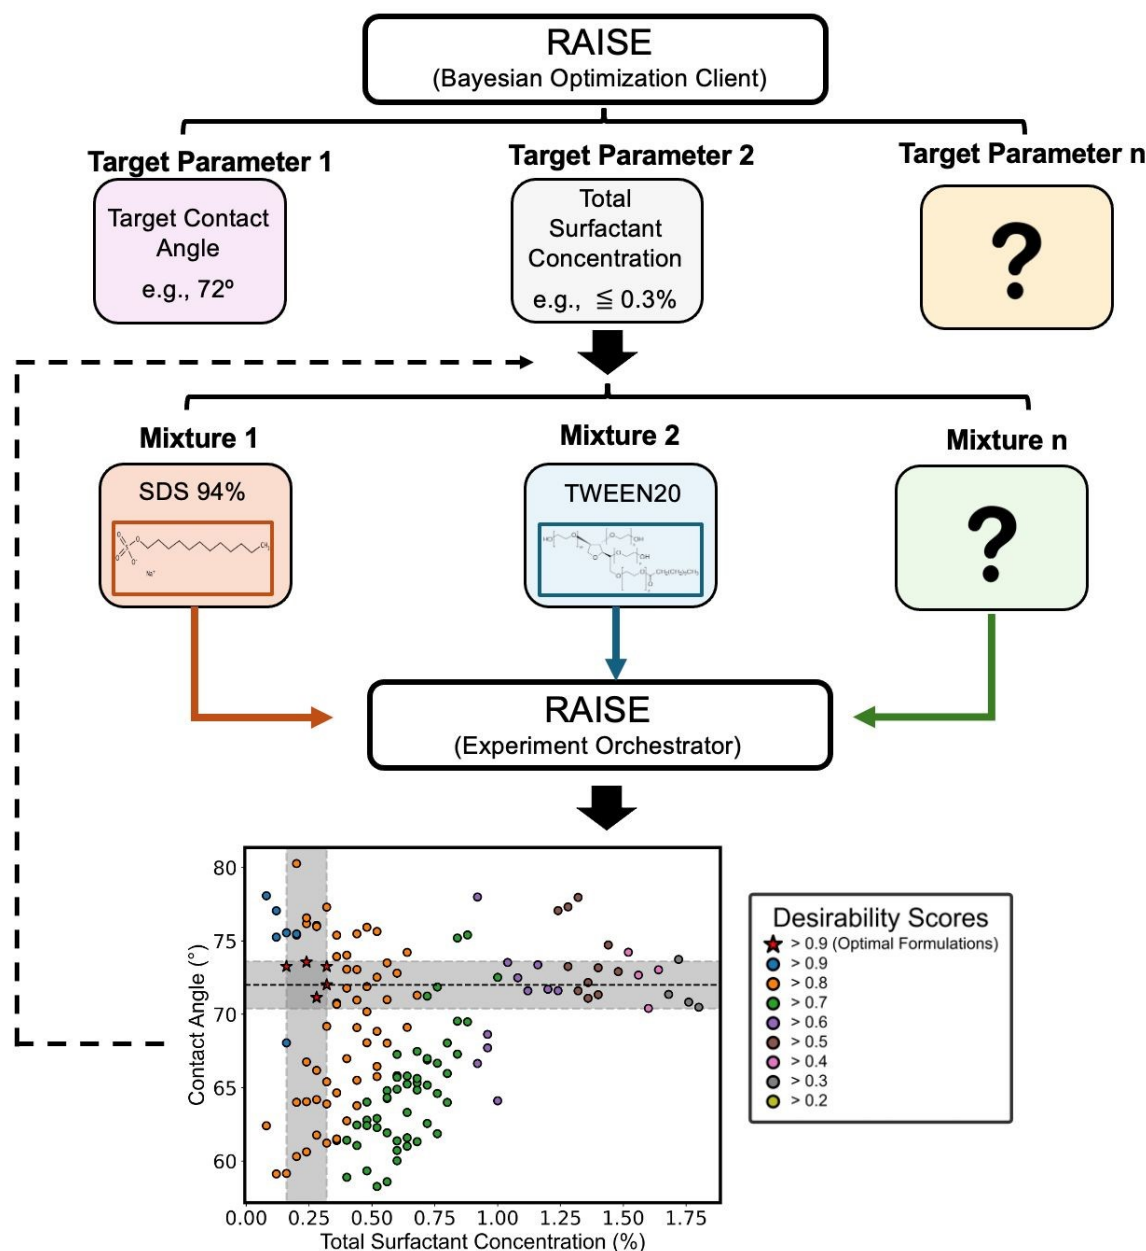 RAISE
(Bayesian Optimization Client)
Target Parameter 1
Target Parameter 2
Target Parameter n
Target Contact
Angle
e.g., 72º
Total
Surfactant
Concentration
e.g., ≦ 0.3%
?
Mixture 1
Mixture 2
Mixture n
SDS 94%
TWEEN20
?
Na⁺
RAISE
(Experiment Orchestrator)
Contact Angle (°)
80
75
70
65
60
0.00
0.25
0.50
0.75
1.00
1.25
1.50
1.75
Total Surfactant Concentration (%)
Desirability Scores
> 0.9 (Optimal Formulations)
> 0.9
> 0.8
> 0.7
> 0.6
> 0.5
> 0.4
> 0.3
> 0.2